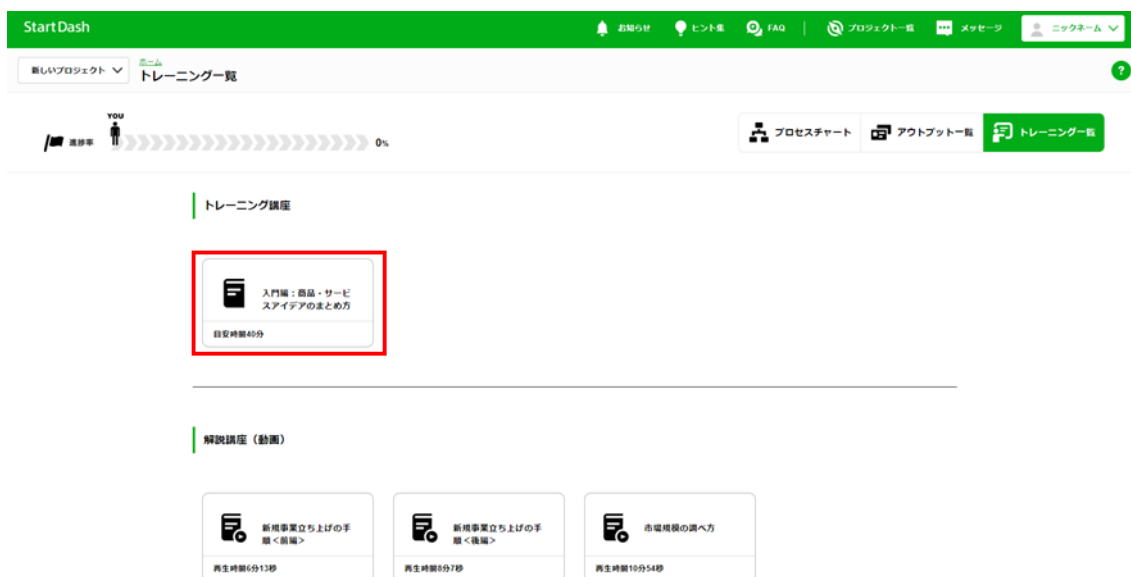 StartDash
お知らせ
ヒント集
FAQ
プロジェクト一覧
メッセージ
ニックネーム
新しいプロジェクト
ホーム
トレーニング一覧
?
YOU
進捗率
0%
プロセスチャート
アウトプット一覧
トレーニング一覧
トレーニング講座
入門編:商品・サービ
スアイデアのまとめ方
目安時間40分
解説講座(動画)
新規事業立ち上げの手
順<前編>
再生時間6分13秒
新規事業立ち上げの手
順<後編>
再生時間8分7秒
市場規模の調べ方
再生時間10分54秒